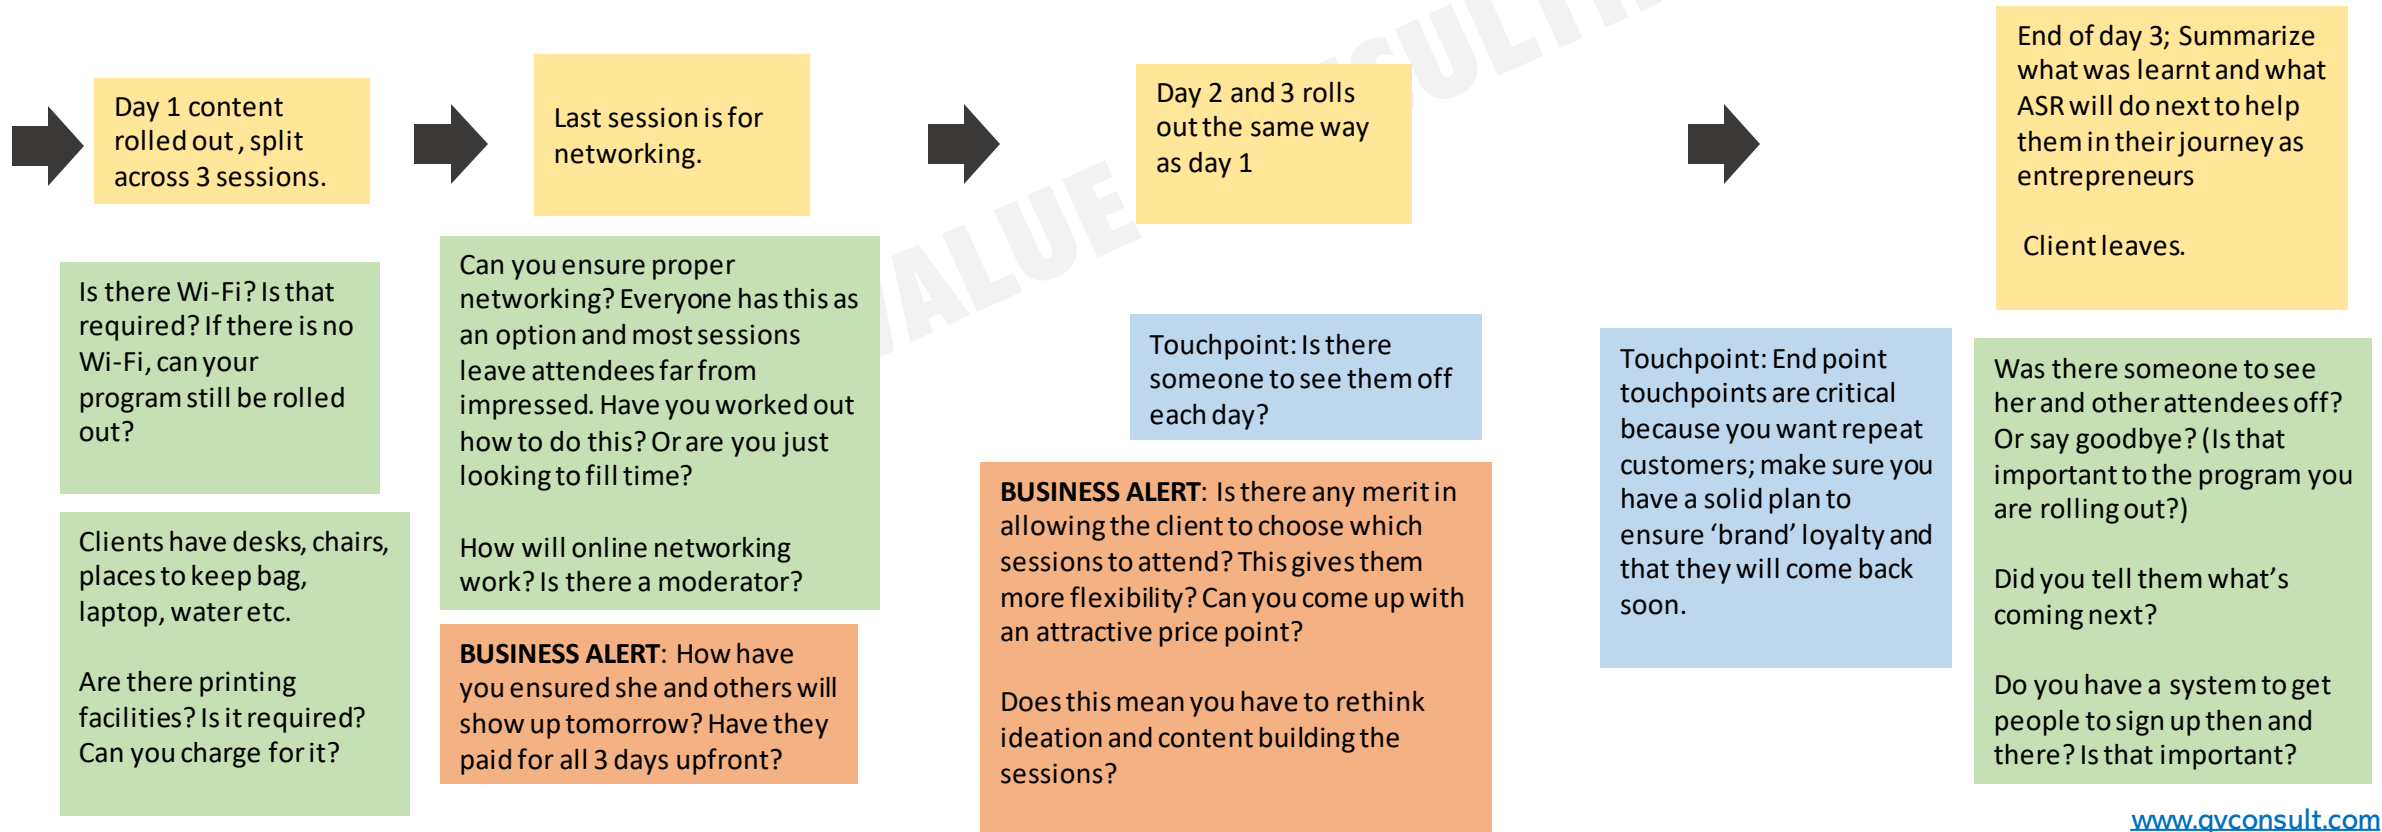 Day 1 content
rolled out , split
across 3 sessions.
Is there Wi-Fi? Is that
required? If there is no
Wi-Fi, can your
program still be rolled
out?
Clients have desks, chairs,
places to keep bag,
laptop, water etc.
Are there printing
facilities? Is it required?
Can you charge for it?
Last session is for
networking.
Can you ensure proper
networking? Everyone has this as
an option and most sessions
leave attendees far from
impressed. Have you worked out
how to do this? Or are you just
looking to fill time?
How will online networking
work? Is there a moderator?
BUSINESS ALERT: How have
you ensured she and others will
show up tomorrow? Have they
paid for all 3 days upfront?
Day 2 and 3 rolls
out the same way
as day 1
Touchpoint: Is there
someone to see them off
each day?
BUSINESS ALERT: Is there any merit in
allowing the client to choose which
sessions to attend? This gives them
more flexibility? Can you come up with
an attractive price point?
Does this mean you have to rethink
ideation and content building the
sessions?
Touchpoint: End point
touchpoints are critical
because you want repeat
customers; make sure you
have a solid plan to
ensure ‘brand’ loyalty and
that they will come back
soon.
End of day 3; Summarize
what was learnt and what
ASR will do next to help
them in their journey as
entrepreneurs
Client leaves.
Was there someone to see
her and other attendees off?
Or say goodbye? (Is that
important to the program you
are rolling out?)
Did you tell them what’s
coming next?
Do you have a system to get
people to sign up then and
there? Is that important?
www.qvconsult.com